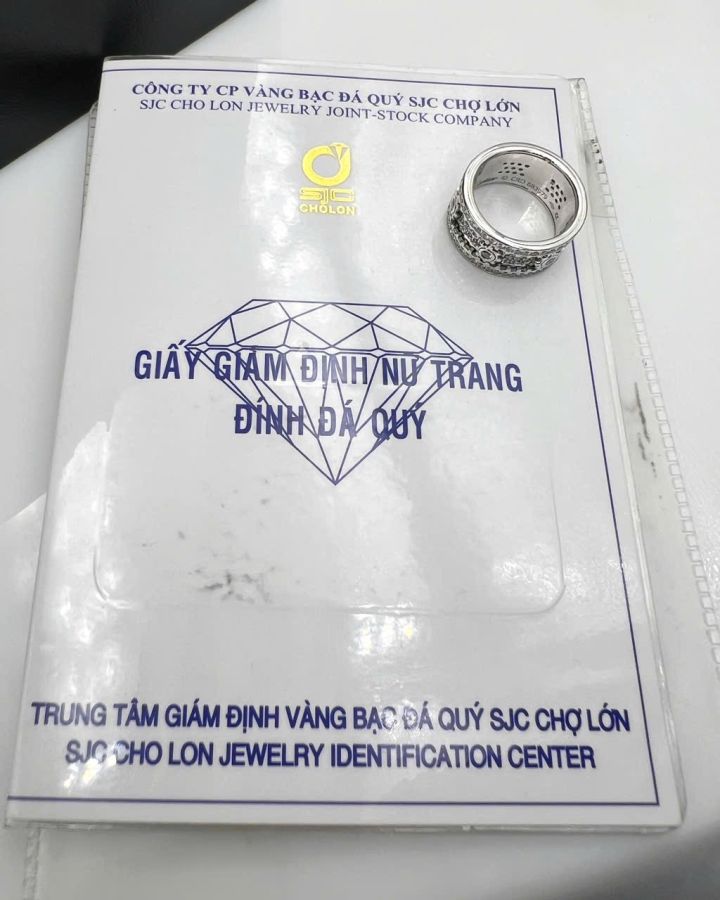 CÔNG TY CP VÀNG BẠC ĐÁ QUÝ SJC CHỢ LỚN
SJC CHO LON JEWELRY JOINT-STOCK COMPANY
SJC
CHOLON
GIẤY GIÁM ĐỊNH NỮ TRANG
ĐÍNH ĐÁ QUÝ
TRUNG TÂM GIÁM ĐỊNH VÀNG BẠC ĐÁ QUÝ SJC CHỢ LỚN
SJC CHO LON JEWELRY IDENTIFICATION CENTER